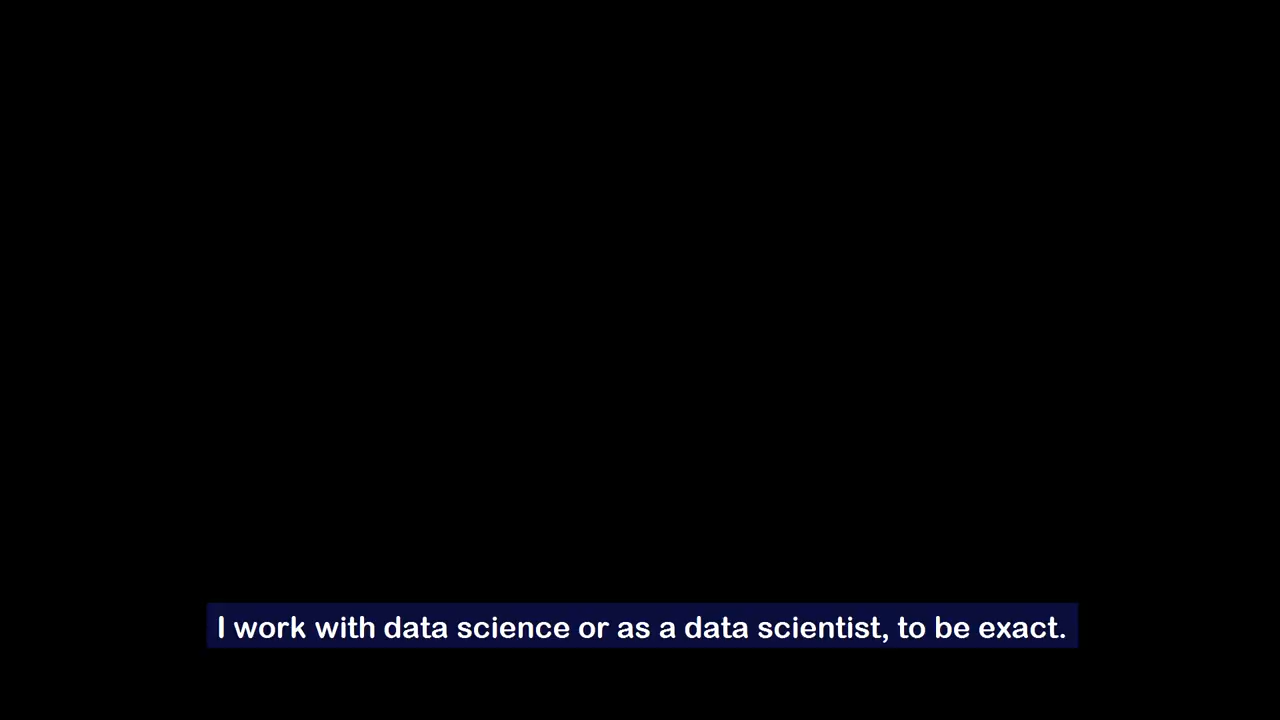 I work with data science or as a data scientist, to be exact.